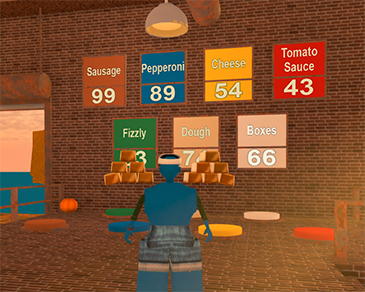 Sausage
99
Pepperoni
89
Cheese
54
Tomato
Sauce
43
Fizzly
Dough
Boxes
66